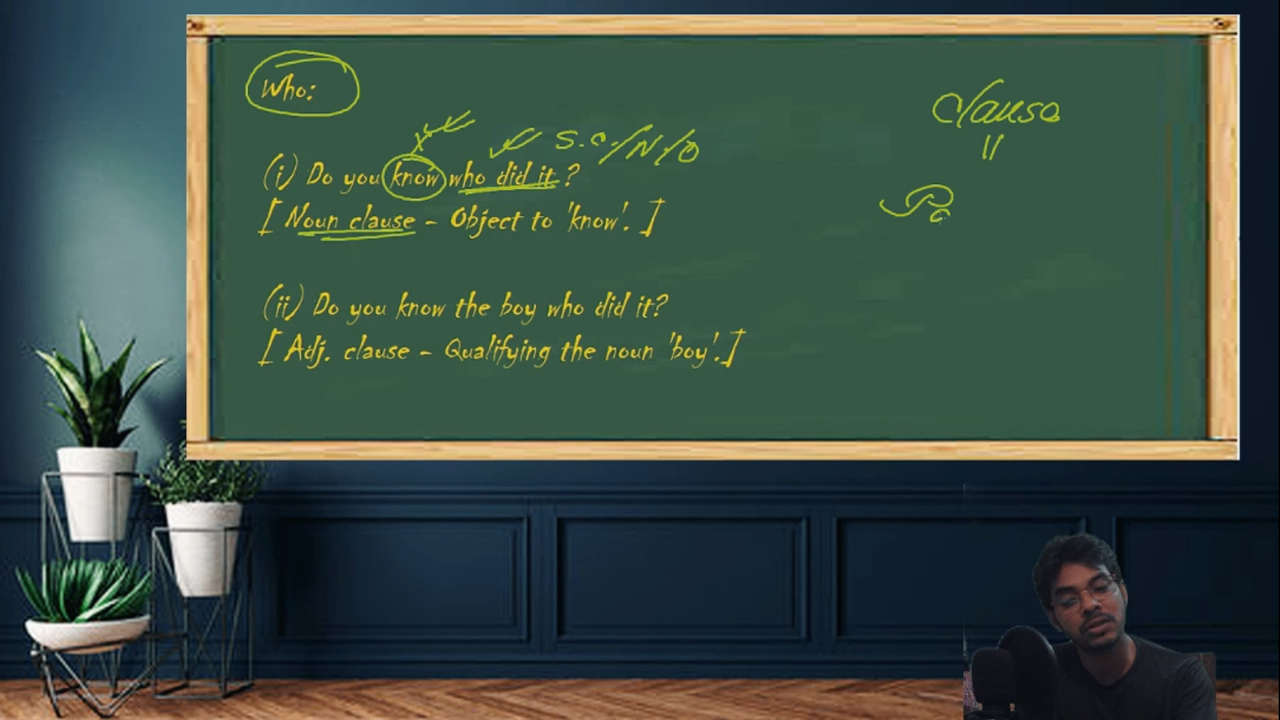 Who:
clause
S.C/N/O
(i) Do you know who did it?
[ Noun clause - Object to 'know'. ]
(ii) Do you know the boy who did it?
[ Adj. clause - Qualifying the noun 'boy'.]